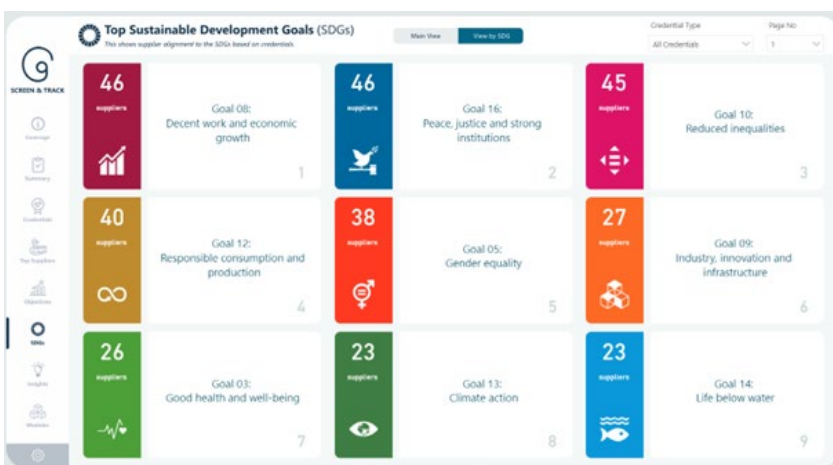 SCREEN & TRACK
Coverage
Summary
Credentials
Top Suppliers
Objectives
SDGs
Insights
Modules
Top Sustainable Development Goals (SDGs)
This shows supplier alignment to the SDGs based on credentials.
Main View
View by SDG
Credential Type
All Credentials
Page No
1
46
suppliers
Goal 08:
Decent work and economic
growth
1
46
suppliers
Goal 16:
Peace, justice and strong
institutions
2
45
suppliers
Goal 10:
Reduced inequalities
3
40
suppliers
Goal 12:
Responsible consumption and
production
4
38
suppliers
Goal 05:
Gender equality
5
27
suppliers
Goal 09:
Industry, innovation and
infrastructure
6
26
suppliers
Goal 03:
Good health and well-being
7
23
suppliers
Goal 13:
Climate action
8
23
suppliers
Goal 14:
Life below water
9